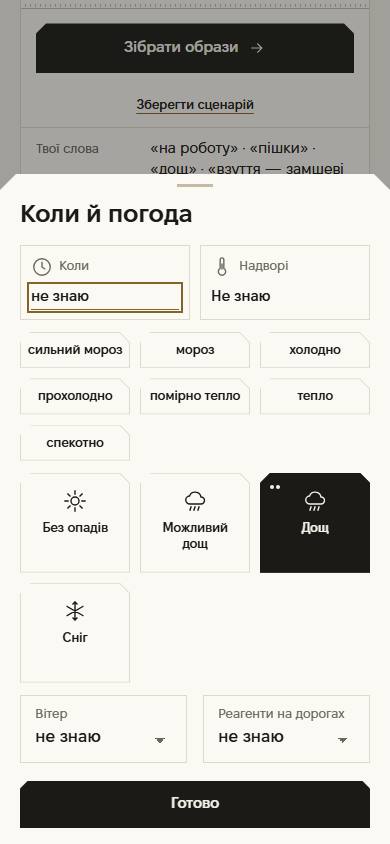 Зібрати образи →
Зберегти сценарій
Твої слова
«на роботу» · «пішки» ·
«дощ» · «взуття — замшеві
Коли й погода
Коли
Надворі
не знаю
Не знаю
сильний мороз
мороз
холодно
прохолодно
помірно тепло
тепло
спекотно
Без опадів
Можливий
дощ
Дощ
Сніг
Вітер
Реагенти на дорогах
не знаю
не знаю
Готово